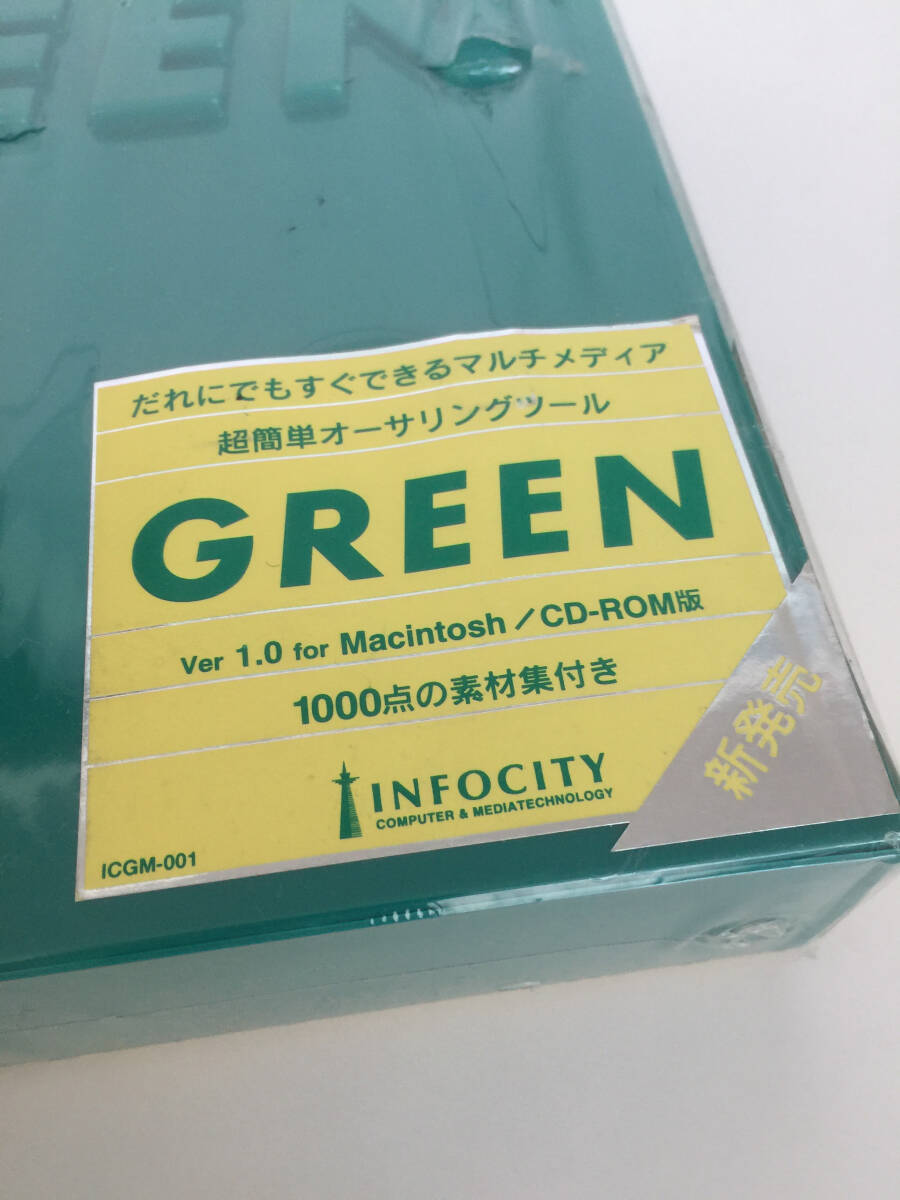 EEN
だれにでもすぐできるマルチメディア
超簡単オーサリングツール
GREEN
Ver 1.0 for Macintosh／CD-ROM版
1000点の素材集付き
INFOCITY
COMPUTER & MEDIATECHNOLOGY
新発売
ICGM-001